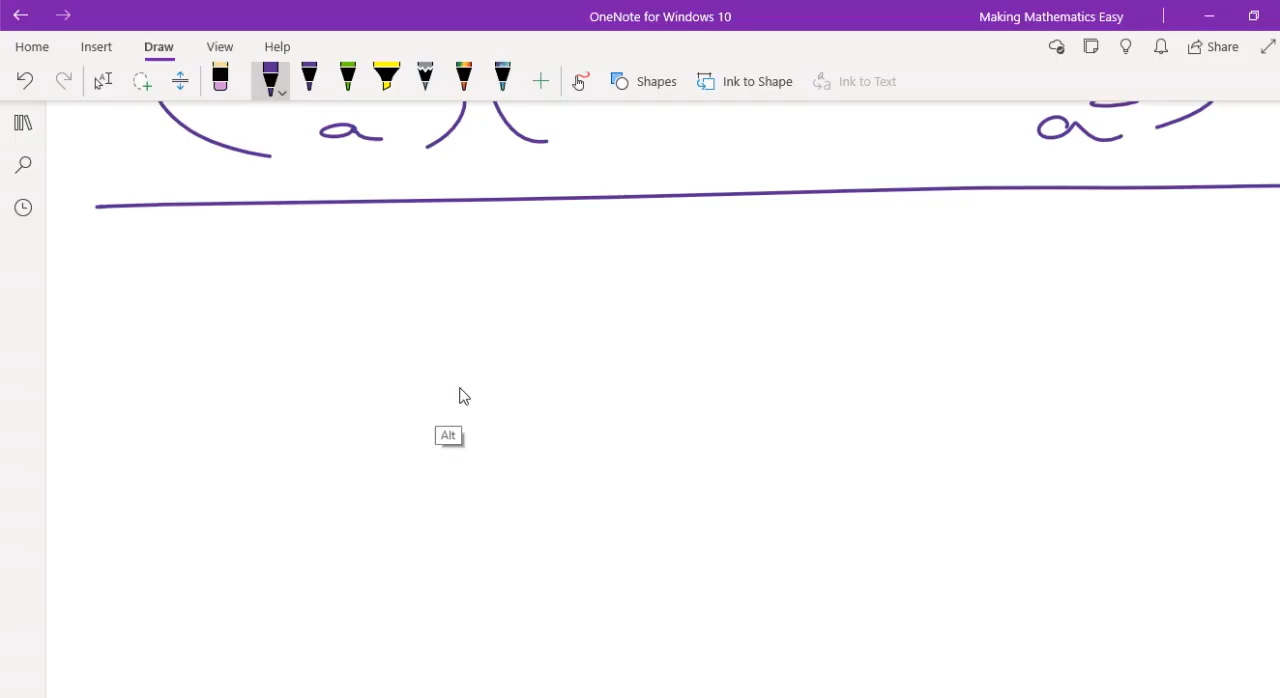 OneNote for Windows 10
Making Mathematics Easy
Home Insert Draw View Help
Share
Shapes
Ink to Shape
Ink to Text
a
a
Alt